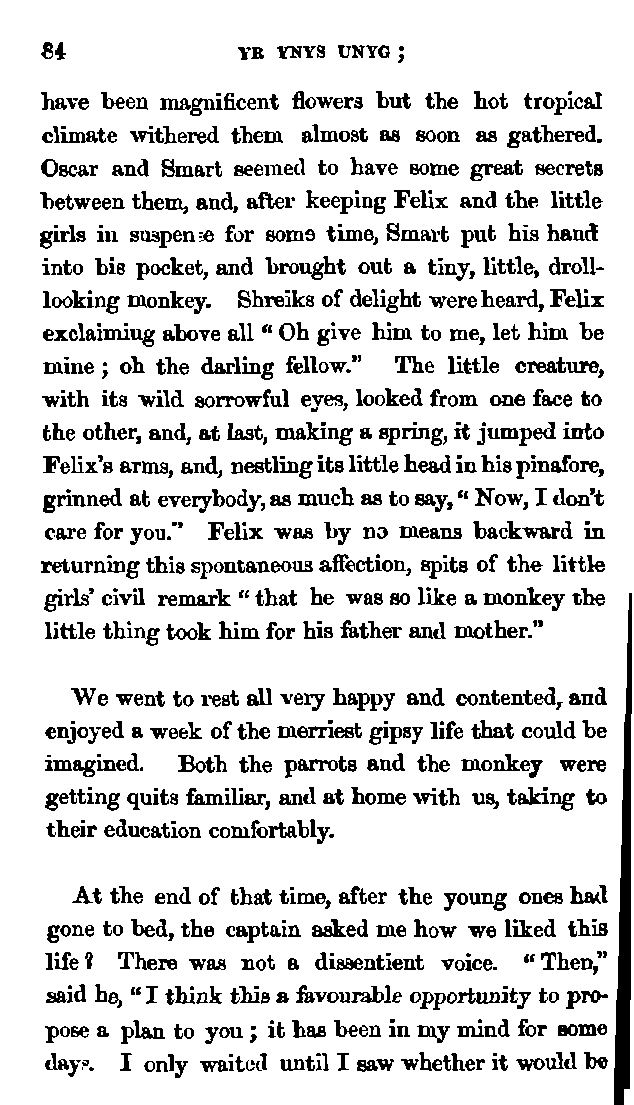 84 YR YNYS UNYG ;
have been magnificent flowers but the hot tropical
climate withered them almost as soon as gathered.
Oscar and Smart seemed to have some great secrets
between them, and, after keeping Felix and the little
girls in suspense for some time, Smart put his hand
into his pocket, and brought out a tiny, little, droll-
looking monkey. Shreiks of delight were heard, Felix
exclaimiug above all “ Oh give him to me, let him be
mine ; oh the darling fellow.” The little creature,
with its wild sorrowful eyes, looked from one face to
the other, and, at last, making a spring, it jumped into
Felix’s arms, and, nestling its little head in his pinafore,
grinned at everybody, as much as to say, “ Now, I don’t
care for you.” Felix was by no means backward in
returning this spontaneous affection, spits of the little
girls’ civil remark “ that he was so like a monkey the
little thing took him for his father and mother.”
We went to rest all very happy and contented, and
enjoyed a week of the merriest gipsy life that could be
imagined. Both the parrots and the monkey were
getting quits familiar, and at home with us, taking to
their education comfortably.
At the end of that time, after the young ones had
gone to bed, the captain asked me how we liked this
life ? There was not a dissentient voice. “ Then,”
said he, “ I think this a favourable opportunity to pro-
pose a plan to you ; it has been in my mind for some
days. I only waited until I saw whether it would be